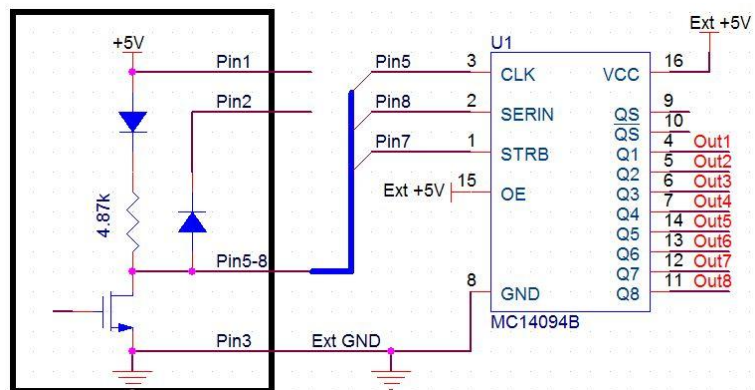 +5V
Pin1
Pin2
4.87k
Pin5-8
Pin3
Ext GND
Pin5
Pin8
Pin7
Ext +5V
U1
3 CLK
2 SERIN
1 STRB
15 OE
8 GND
MC14094B
Ext +5V
VCC 16
QS 9
QS 10
Q1 4 Out1
Q2 5 Out2
Q3 6 Out3
Q4 7 Out4
Q5 14 Out5
Q6 13 Out6
Q7 12 Out7
Q8 11 Out8